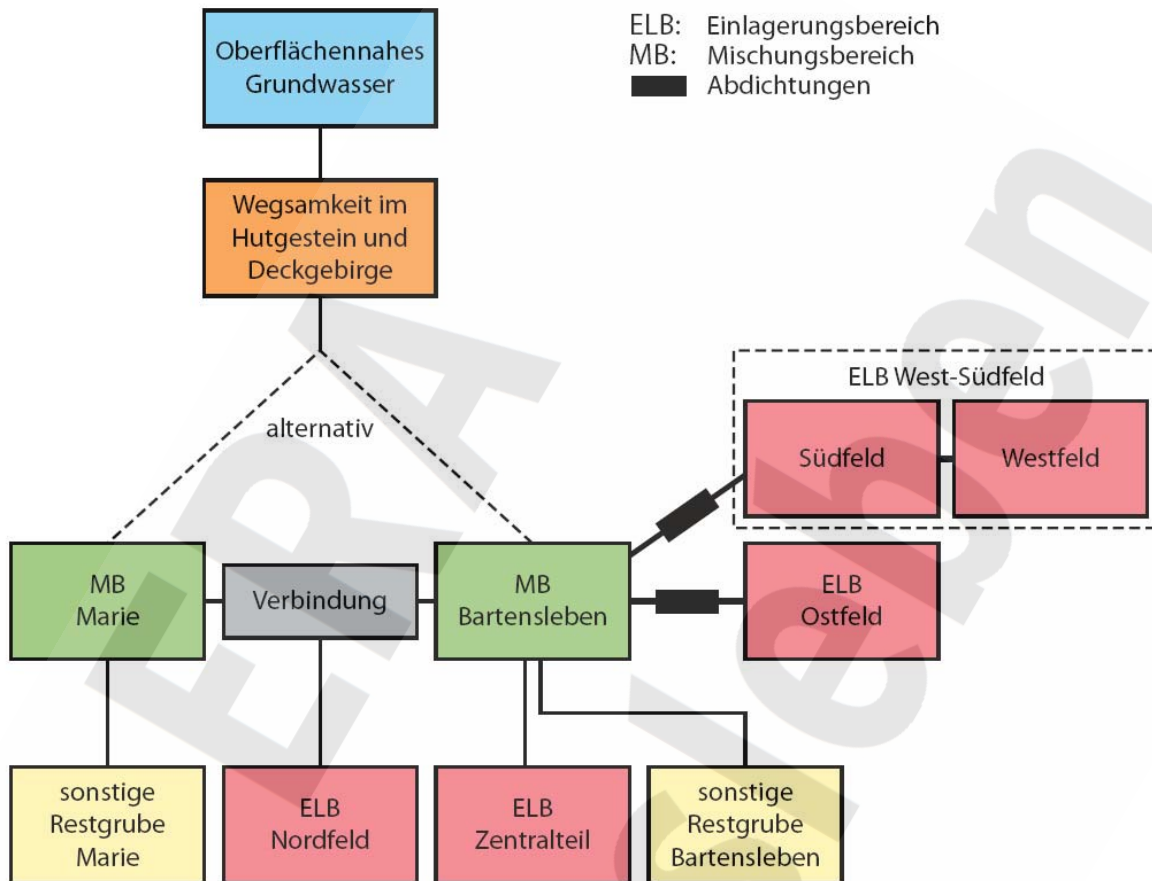 Oberflächennahes
Grundwasser
ELB: Einlagerungsbereich
MB: Mischungsbereich
Abdichtungen
Wegsamkeit im
Hutgestein und
Deckgebirge
alternativ
ELB West-Südfeld
Südfeld
Westfeld
MB
Marie
Verbindung
MB
Bartensleben
ELB
Ostfeld
sonstige
Restgrube
Marie
ELB
Nordfeld
ELB
Zentralteil
sonstige
Restgrube
Bartensleben
ERA
sleben